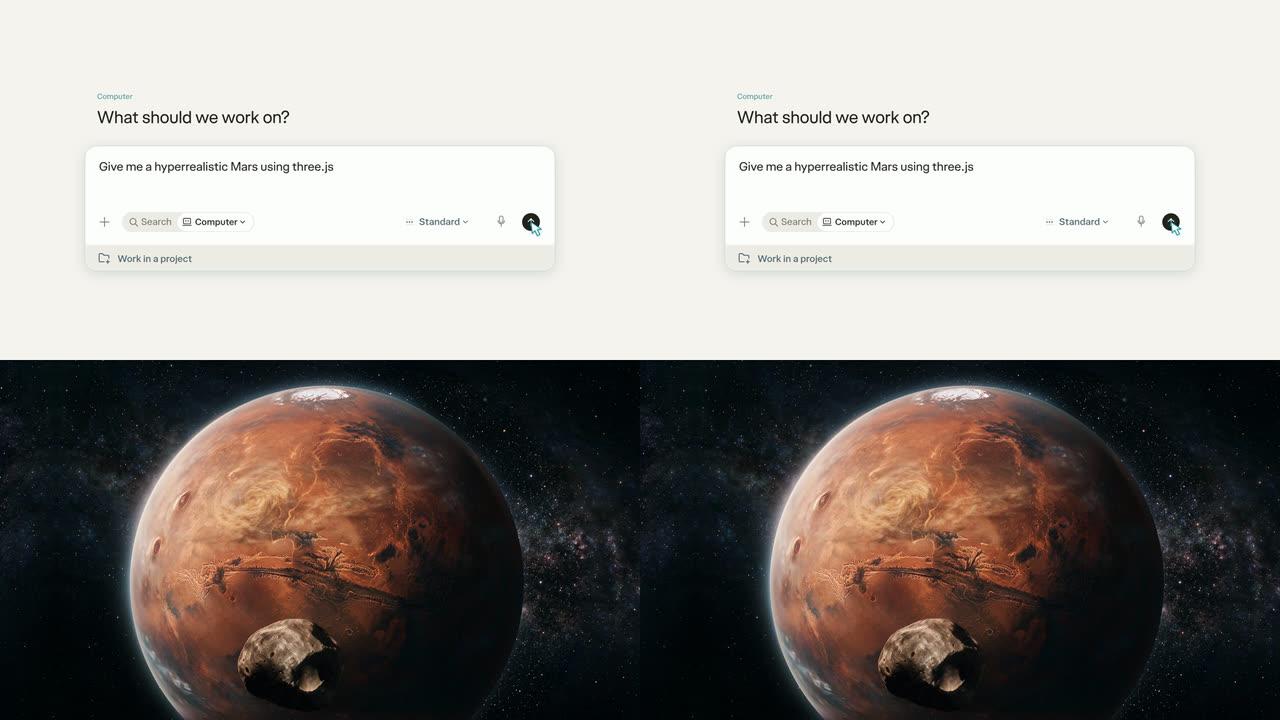 Computer
What should we work on?
Give me a hyperrealistic Mars using three.js
Search Computer Standard
Work in a project
Computer
What should we work on?
Give me a hyperrealistic Mars using three.js
Search Computer Standard
Work in a project